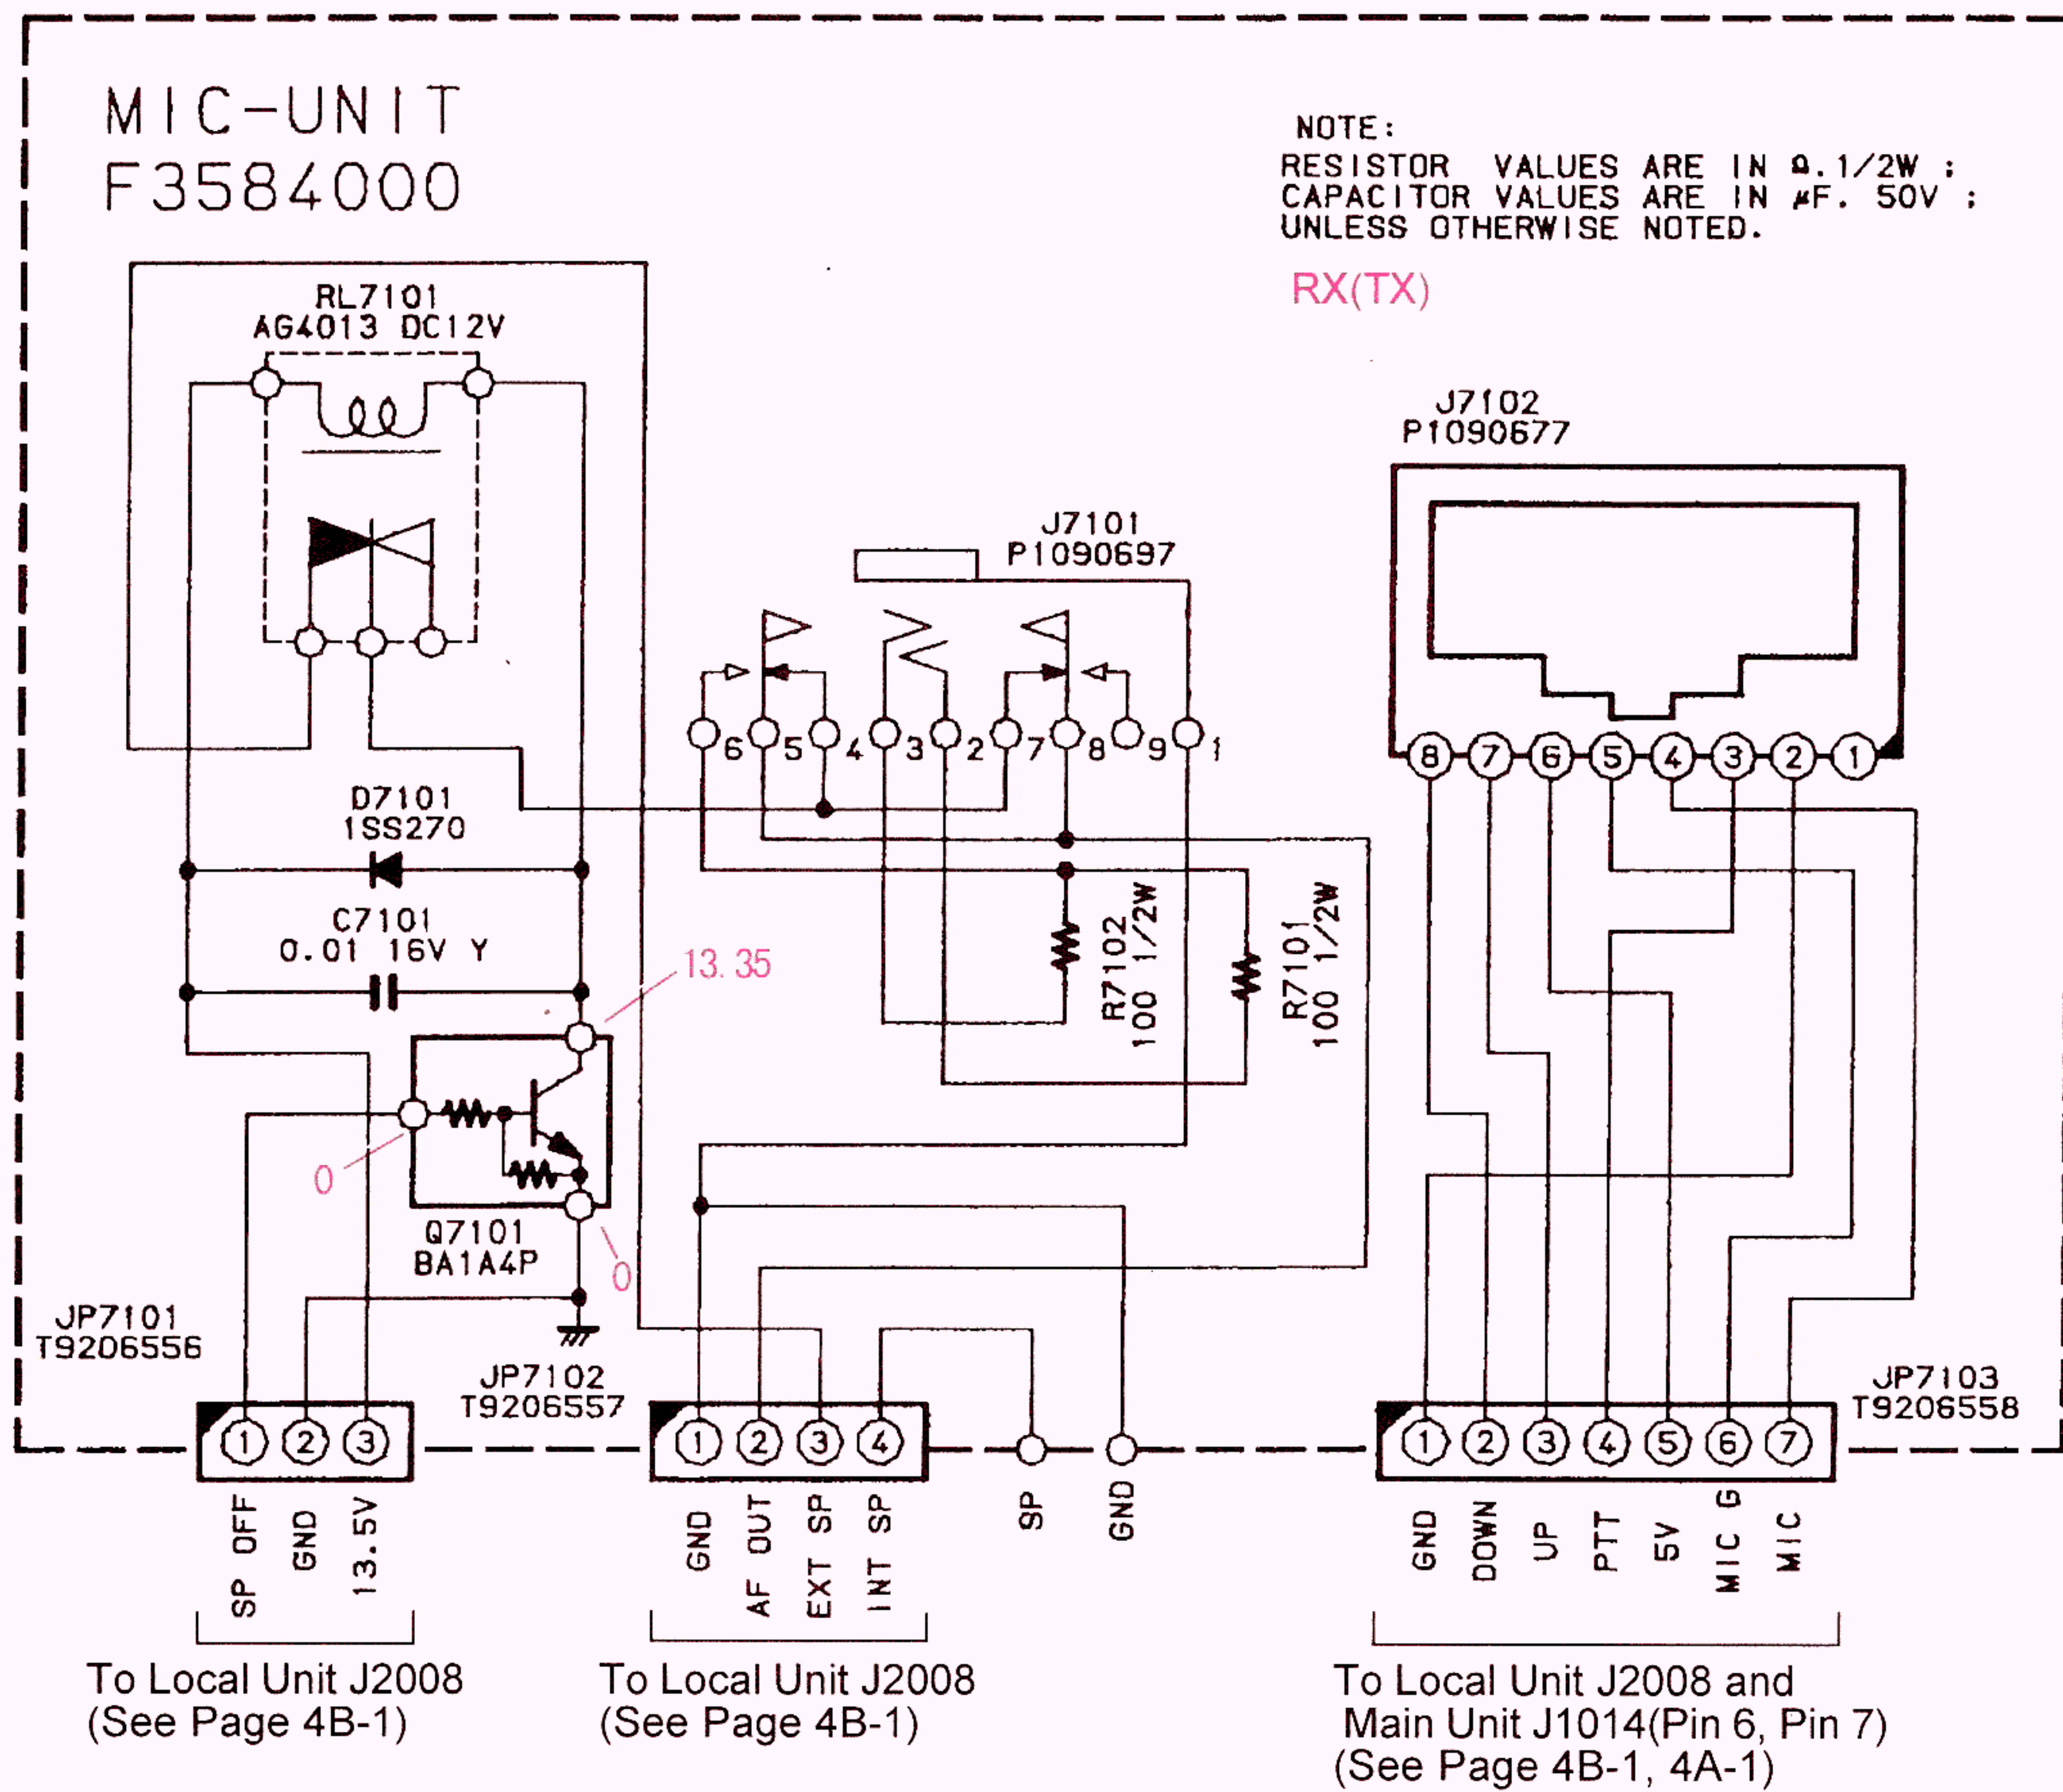 MIC-UNIT
F3584000
NOTE:
RESISTOR VALUES ARE IN Ω. 1/2W ;
CAPACITOR VALUES ARE IN µF. 50V ;
UNLESS OTHERWISE NOTED.
RX(TX)
RL7101
AG4013 DC12V
J7101
P1090697
6 5 4 3 2 7 8 9 1
J7102
P1090677
8 7 6 5 4 3 2 1
D7101
1SS270
C7101
0.01 16V Y
13.35
R7102
100 1/2W
R7101
100 1/2W
0
Q7101
BA1A4P
0
JP7101
T9206556
1 2 3
SP OFF
GND
13.5V
To Local Unit J2008
(See Page 4B-1)
JP7102
T9206557
1 2 3 4
GND
AF OUT
EXT SP
INT SP
SP
GND
To Local Unit J2008
(See Page 4B-1)
JP7103
T9206558
1 2 3 4 5 6 7
GND
DOWN
UP
PTT
5V
MIC G
MIC
To Local Unit J2008 and
Main Unit J1014(Pin 6, Pin 7)
(See Page 4B-1, 4A-1)